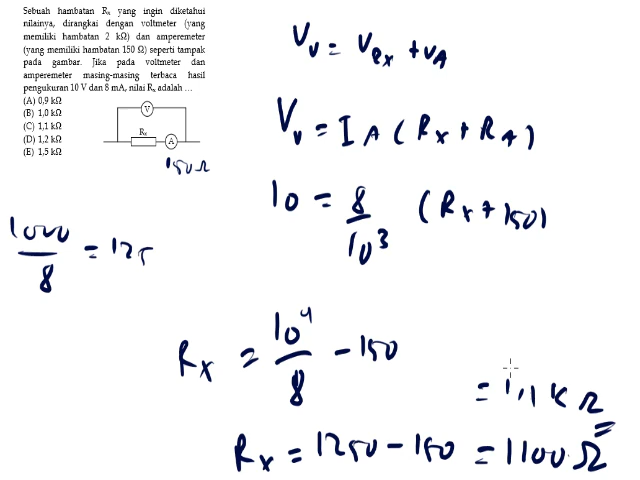 Sebuah hambatan Rₓ yang ingin diketahui
nilainya, dirangkai dengan voltmeter (yang
memiliki hambatan 2 kΩ) dan amperemeter
(yang memiliki hambatan 150 Ω) seperti tampak
pada gambar. Jika pada voltmeter dan
amperemeter masing-masing terbaca hasil
pengukuran 10 V dan 8 mA, nilai Rₓ adalah ...
(A) 0,9 kΩ
(B) 1,0 kΩ
(C) 1,1 kΩ
(D) 1,2 kΩ
(E) 1,5 kΩ
V
Rₓ
A
150 Ω
Vv = VRx + VA
Vv = IA (Rx + RA)
10 = 8/10³ (Rx + 150)
1000/8 = 125
Rx = 10⁴/8 - 150
= 1,1 KΩ
Rx = 1250 - 150 = 1100 Ω